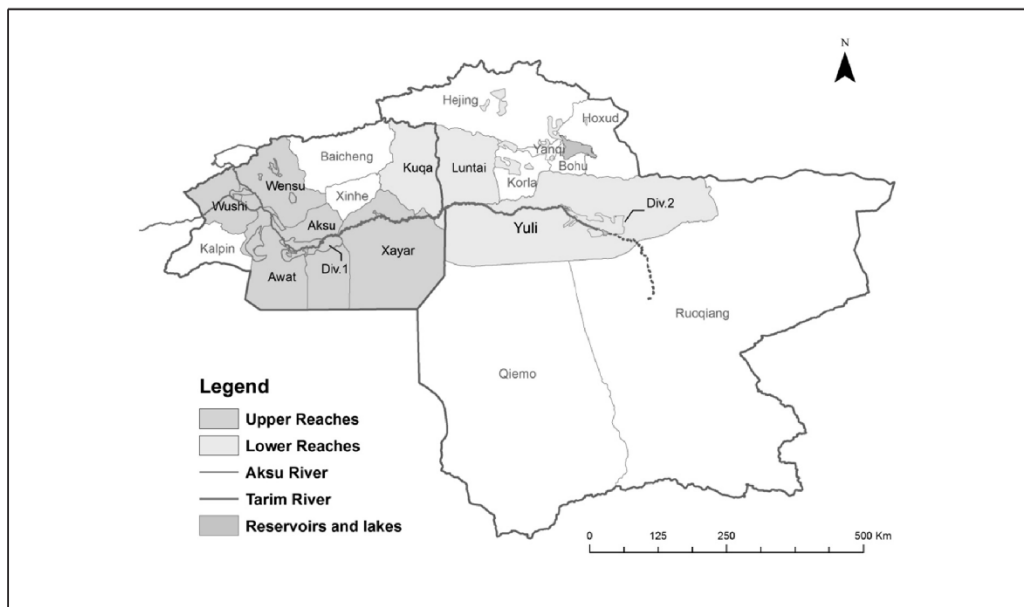 N
Hejing
Hoxud
Baicheng
Yanqi
Kuqa
Luntai
Bohu
Wensu
Korla
Xinhe
Wushi
Div.2
Aksu
Yuli
Kalpin
Xayar
Div.1
Awat
Ruoqiang
Qiemo
Legend
Upper Reaches
Lower Reaches
Aksu River
Tarim River
Reservoirs and lakes
0 125 250 500 Km